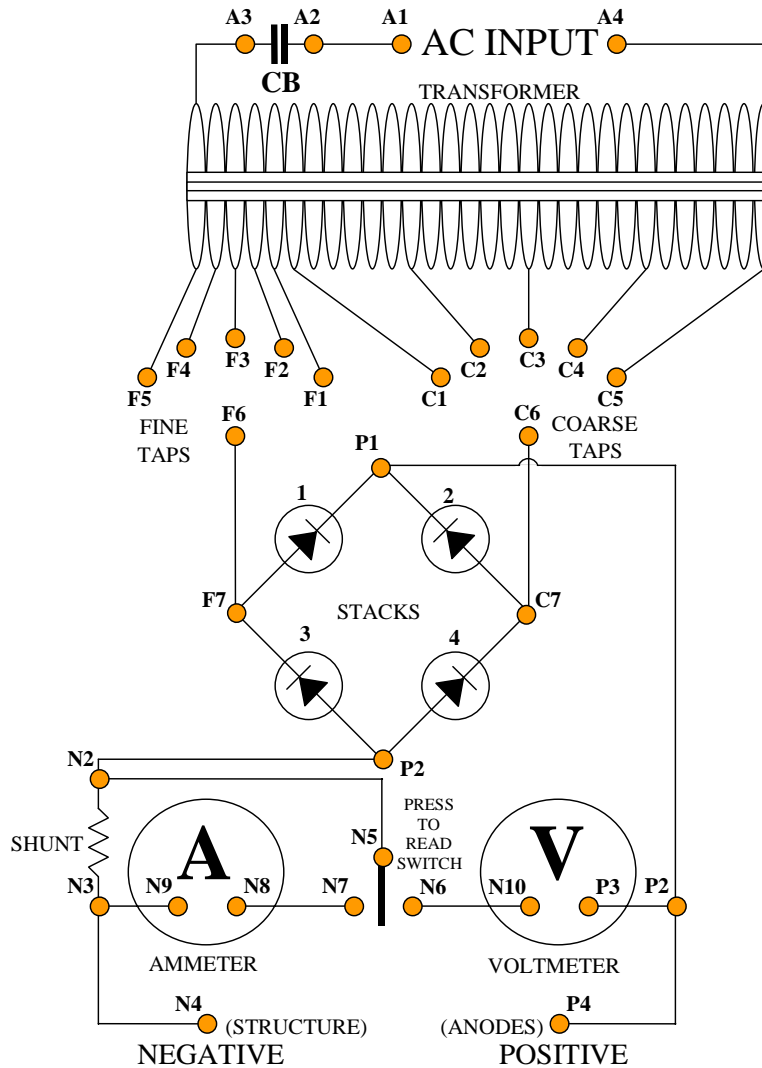 A3 A2 A1 AC INPUT A4
CB
TRANSFORMER
F5 F4 F3 F2 F1 C1 C2 C3 C4 C5
FINE
TAPS
F6
C6
COARSE
TAPS
P1
1
2
F7
STACKS
C7
3
4
P2
N2
SHUNT
A
N5
PRESS
TO
READ
SWITCH
V
N3 N9 N8 N7 N6 N10 P3 P2
AMMETER
VOLTMETER
N4 (STRUCTURE)
(ANODES) P4
NEGATIVE
POSITIVE